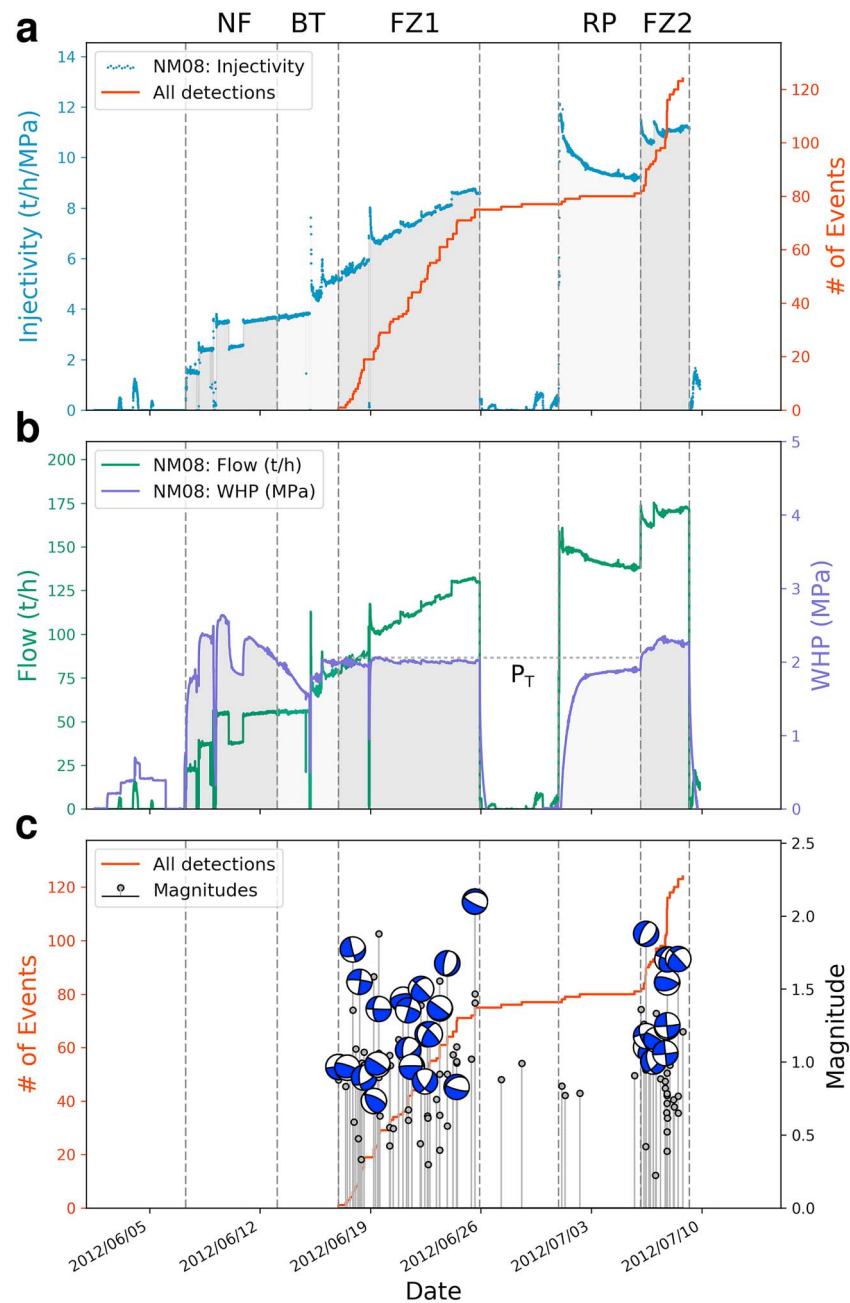 a NF BT FZ1 RP FZ2
NM08: Injectivity
All detections
Injectivity (t/h/MPa)
14
12
10
8
6
4
2
0
# of Events
120
100
80
60
40
20
0
b
NM08: Flow (t/h)
NM08: WHP (MPa)
Flow (t/h)
200
175
150
125
100
75
50
25
0
PT
WHP (MPa)
5
4
3
2
1
0
c
All detections
Magnitudes
# of Events
120
100
80
60
40
20
0
Magnitude
2.5
2.0
1.5
1.0
0.5
0.0
2012/06/05
2012/06/12
2012/06/19
2012/06/26
2012/07/03
2012/07/10
Date